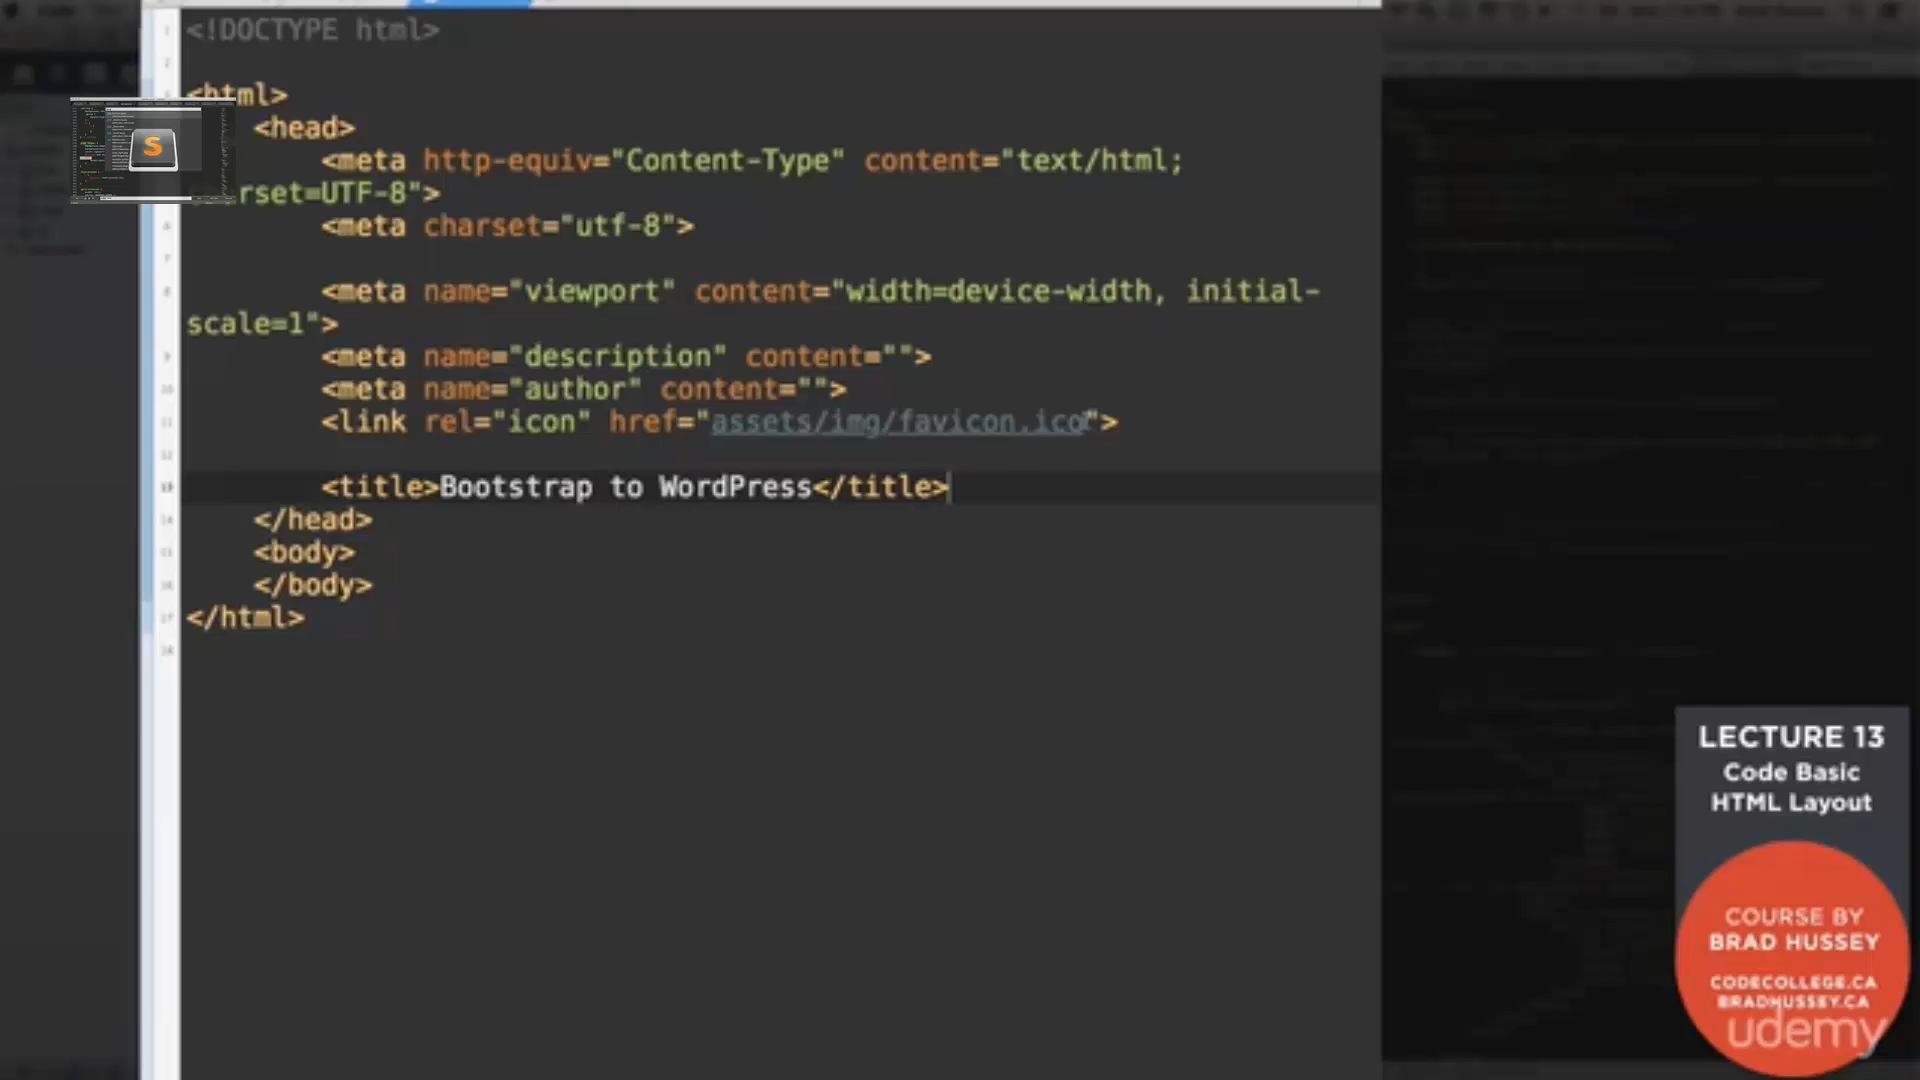 <!DOCTYPE html>
<html>
<head>
<meta http-equiv="Content-Type" content="text/html;
rset=UTF-8">
<meta charset="utf-8">
<meta name="viewport" content="width=device-width, initial-
scale=1">
<meta name="description" content="">
<meta name="author" content="">
<link rel="icon" href="assets/img/favicon.ico">
<title>Bootstrap to WordPress</title>
</head>
<body>
</body>
</html>
S
LECTURE 13
Code Basic
HTML Layout
COURSE BY
BRAD HUSSEY
CODECOLLEGE.CA
BRADHUSSEY.CA
udemy